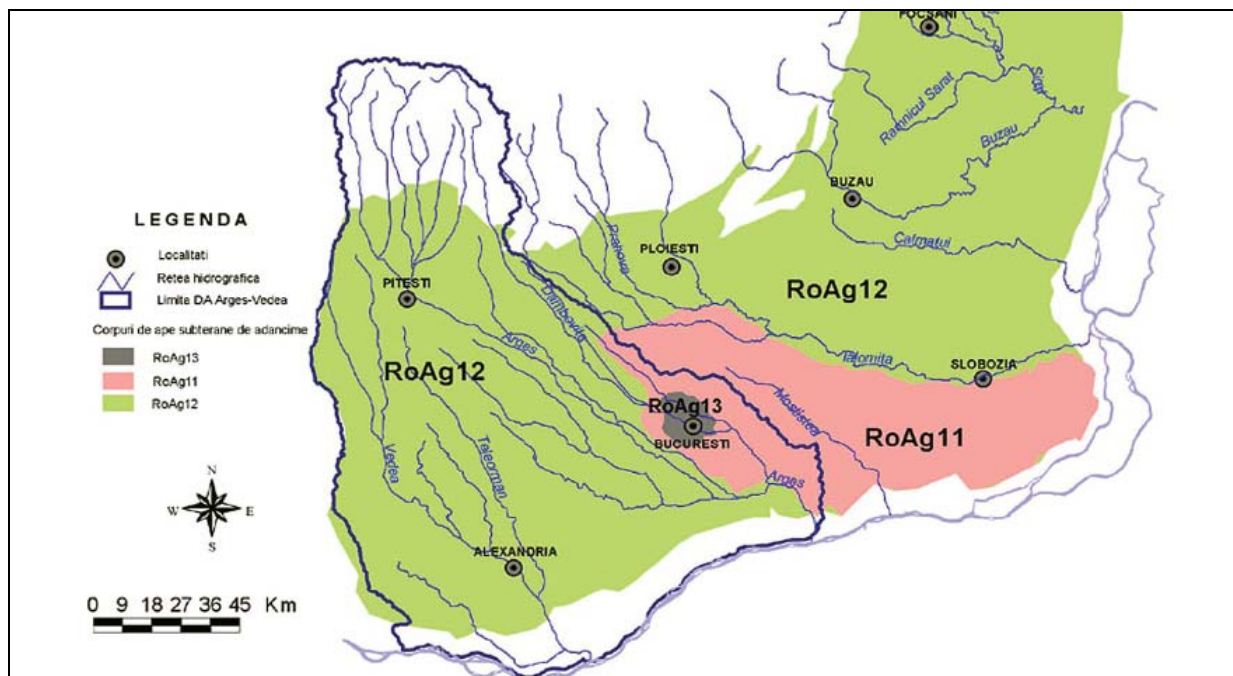 FOCSANI
Ramnicul Sarat
Siret
Buzau
BUZAU
Calmatui
LEGENDA
Localitati
Retea hidrografica
Limita DA Arges-Vedea
Corpuri de ape subterane de adancime
RoAg13
RoAg11
RoAg12
Prahova
PLOIESTI
RoAg12
PITESTI
Dambovita
Arges
RoAg12
Ialomita
SLOBOZIA
RoAg13
BUCURESTI
Mostistea
RoAg11
Vedea
Teleorman
Arges
ALEXANDRIA
N
W E
S
0 9 18 27 36 45 Km